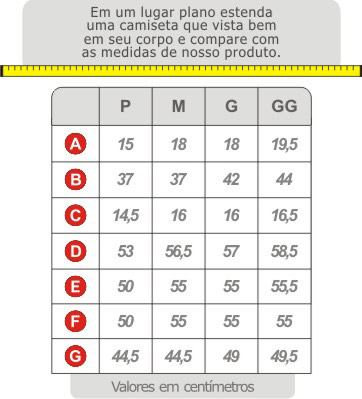 Em um lugar plano estenda
uma camiseta que vista bem
em seu corpo e compare com
as medidas de nosso produto.
P M G GG
A 15 18 18 19,5
B 37 37 42 44
C 14,5 16 16 16,5
D 53 56,5 57 58,5
E 50 55 55 55,5
F 50 55 55 55
G 44,5 44,5 49 49,5
Valores em centímetros